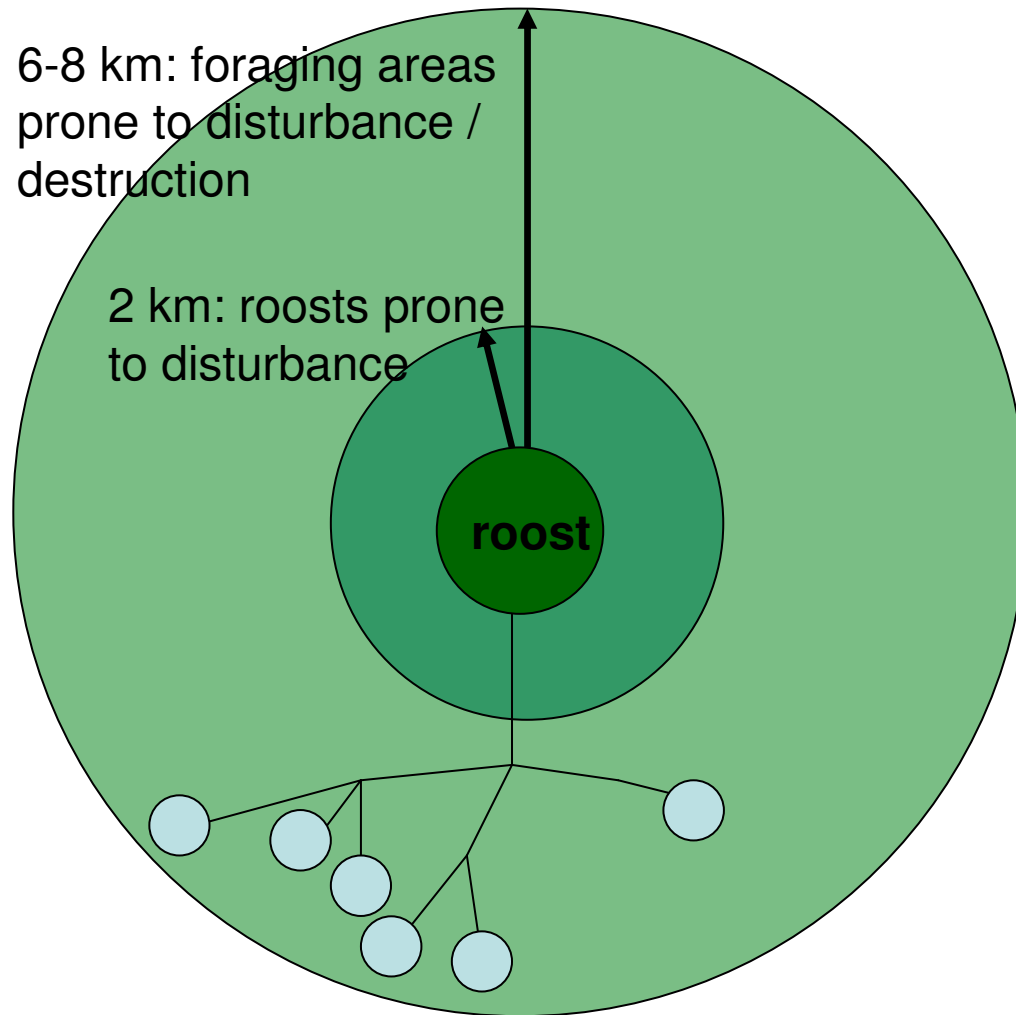 6-8 km: foraging areas
prone to disturbance /
destruction
2 km: roosts prone
to disturbance
roost